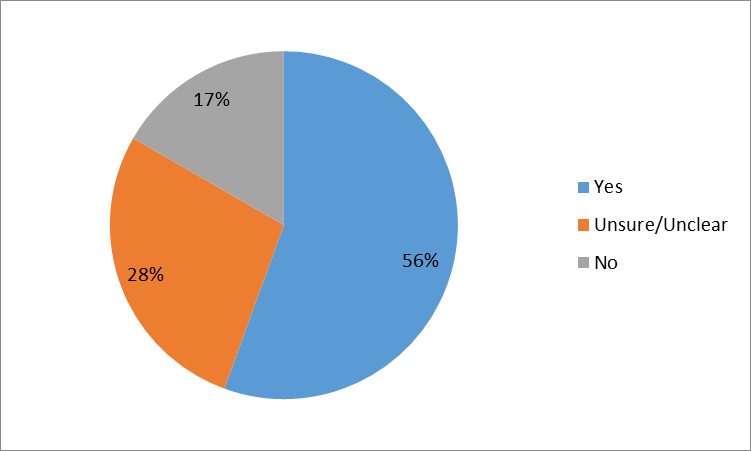 17%
56%
28%
Yes
Unsure/Unclear
No